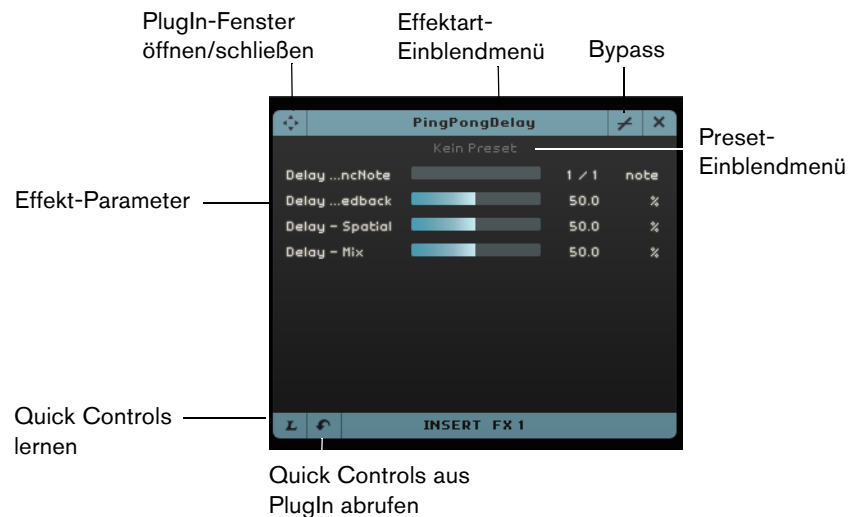 PlugIn-Fenster
öffnen/schließen
Effektart-
Einblendmenü
Bypass
PingPongDelay
Kein Preset
Preset-
Einblendmenü
Delay ...ncNote 1 / 1 note
Effekt-Parameter
Delay ...edback 50.0 %
Delay - Spatial 50.0 %
Delay - Mix 50.0 %
Quick Controls
lernen
L
INSERT FX 1
Quick Controls aus
PlugIn abrufen